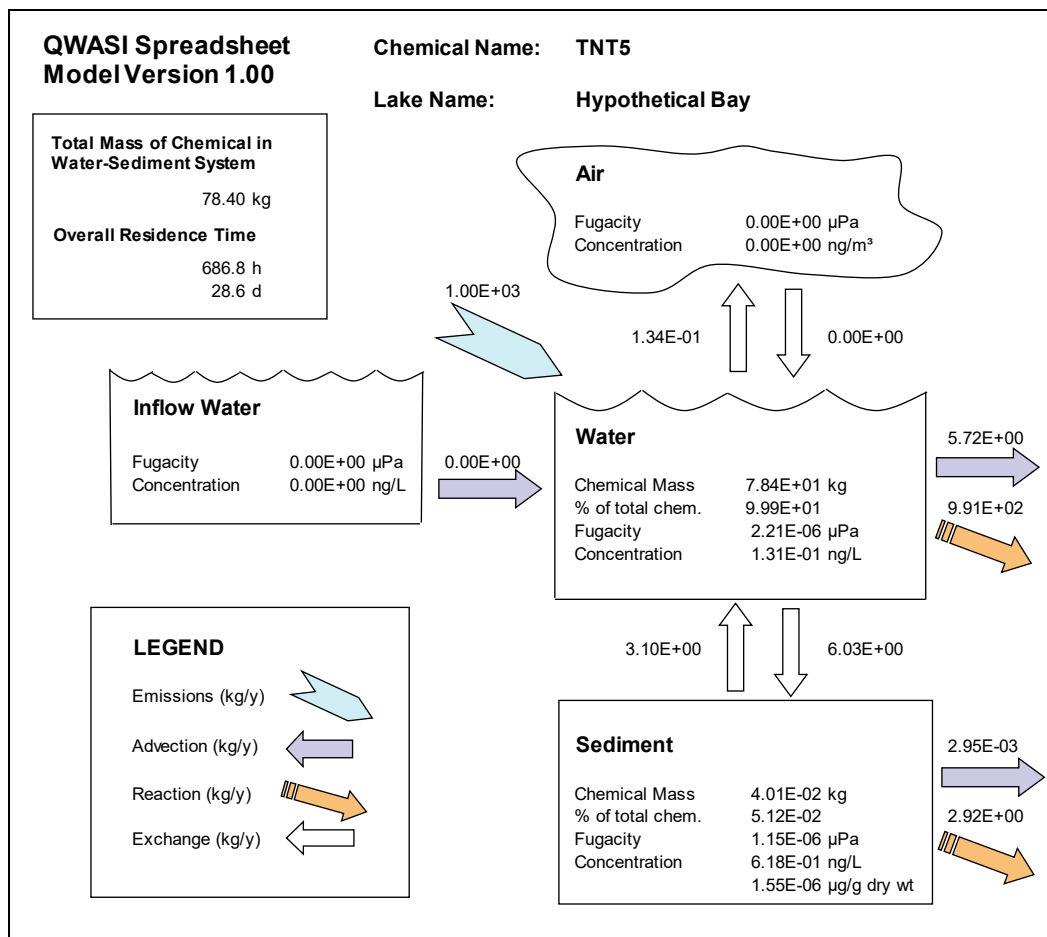 QWASI Spreadsheet
Model Version 1.00
Chemical Name: TNT5
Lake Name: Hypothetical Bay
Total Mass of Chemical in
Water-Sediment System
78.40 kg
Overall Residence Time
686.8 h
28.6 d
Air
Fugacity 0.00E+00 µPa
Concentration 0.00E+00 ng/m³
1.00E+03
1.34E-01
0.00E+00
Inflow Water
Fugacity 0.00E+00 µPa
Concentration 0.00E+00 ng/L
0.00E+00
Water
Chemical Mass 7.84E+01 kg
% of total chem. 9.99E+01
Fugacity 2.21E-06 µPa
Concentration 1.31E-01 ng/L
5.72E+00
9.91E+02
3.10E+00
6.03E+00
LEGEND
Emissions (kg/y)
Advection (kg/y)
Reaction (kg/y)
Exchange (kg/y)
Sediment
Chemical Mass 4.01E-02 kg
% of total chem. 5.12E-02
Fugacity 1.15E-06 µPa
Concentration 6.18E-01 ng/L
1.55E-06 µg/g dry wt
2.95E-03
2.92E+00